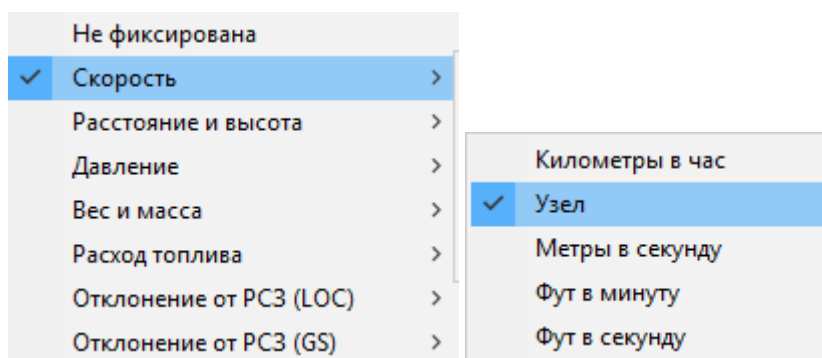 Не фиксирована
Скорость
Расстояние и высота
Давление
Вес и масса
Расход топлива
Отклонение от РСЗ (LOC)
Отклонение от РСЗ (GS)
Километры в час
Узел
Метры в секунду
Фут в минуту
Фут в секунду